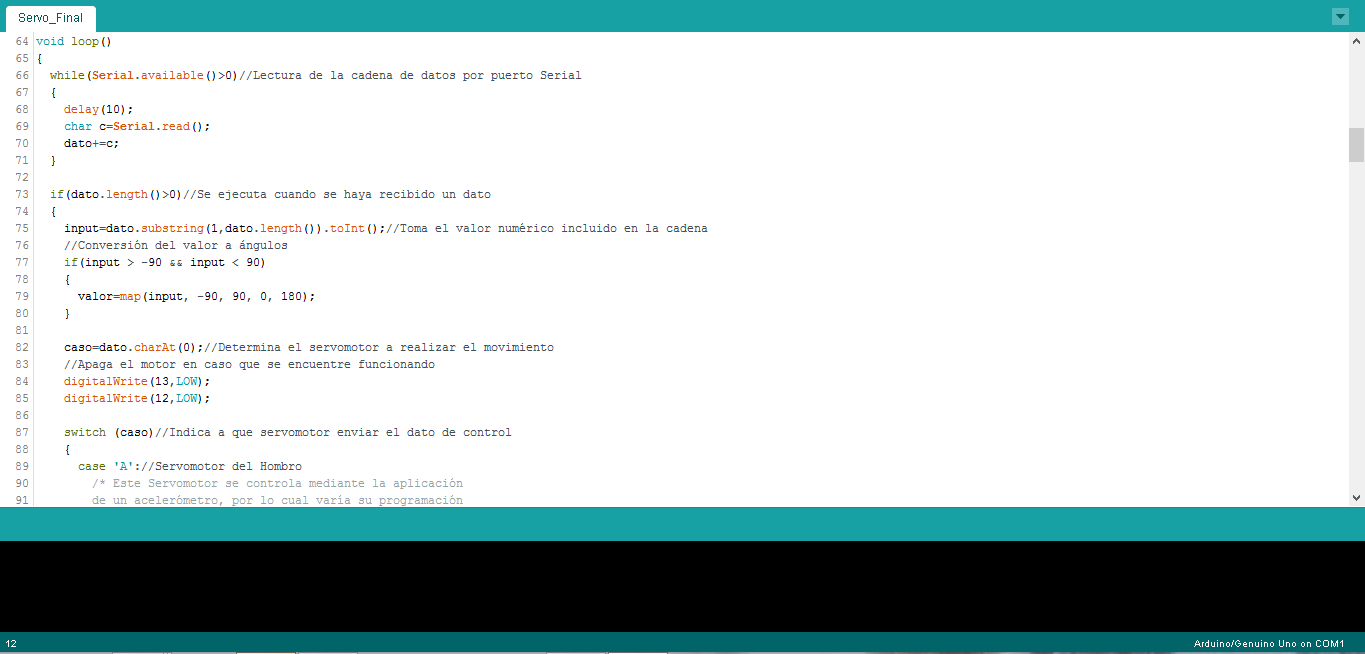 Servo_Final
64 void loop()
65 {
66 while(Serial.available()>0)//Lectura de la cadena de datos por puerto Serial
67 {
68 delay(10);
69 char c=Serial.read();
70 dato+=c;
71 }
72
73 if(dato.length()>0)//Se ejecuta cuando se haya recibido un dato
74 {
75 input=dato.substring(1,dato.length()).toInt();//Toma el valor numérico incluido en la cadena
76 //Conversión del valor a ángulos
77 if(input > -90 && input < 90)
78 {
79 valor=map(input, -90, 90, 0, 180);
80 }
81
82 caso=dato.charAt(0);//Determina el servomotor a realizar el movimiento
83 //Apaga el motor en caso que se encuentre funcionando
84 digitalWrite(13,LOW);
85 digitalWrite(12,LOW);
86
87 switch (caso)//Indica a que servomotor enviar el dato de control
88 {
89 case 'A'://Servomotor del Hombro
90 /* Este Servomotor se controla mediante la aplicación
91 de un acelerómetro, por lo cual varía su programación
12
Arduino/Genuino Uno on COM1